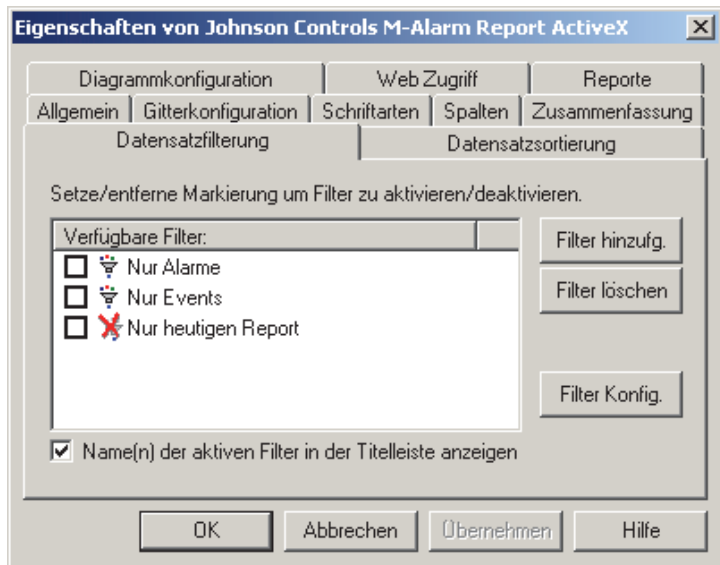 Eigenschaften von Johnson Controls M-Alarm Report ActiveX
Diagrammkonfiguration
Web Zugriff
Reporte
Allgemein
Gitterkonfiguration
Schriftarten
Spalten
Zusammenfassung
Datensatzfilterung
Datensatzsortierung
Setze/entferne Markierung um Filter zu aktivieren/deaktivieren.
Verfügbare Filter:
Nur Alarme
Nur Events
Nur heutigen Report
Filter hinzufg.
Filter löschen
Filter Konfig.
Name(n) der aktiven Filter in der Titelleiste anzeigen
OK
Abbrechen
Übernehmen
Hilfe